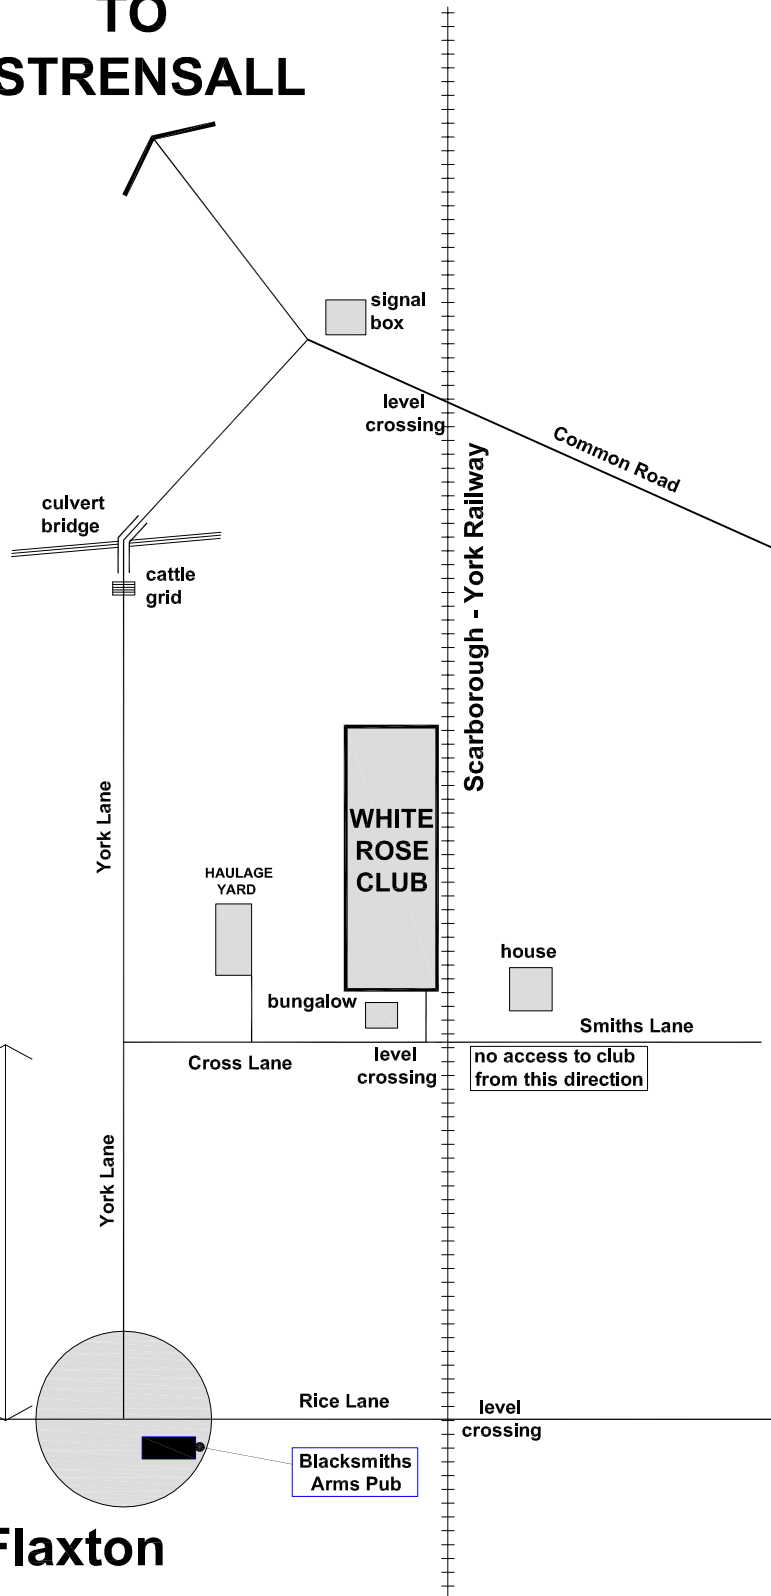 TO
STRENSALL
signal
box
level
crossing
Common Road
culvert
bridge
Scarborough - York Railway
cattle
grid
York Lane
WHITE
ROSE
CLUB
HAULAGE
YARD
house
bungalow
Smiths Lane
Cross Lane
level
crossing
no access to club
from this direction
York Lane
Rice Lane
level
crossing
Blacksmiths
Arms Pub
Flaxton